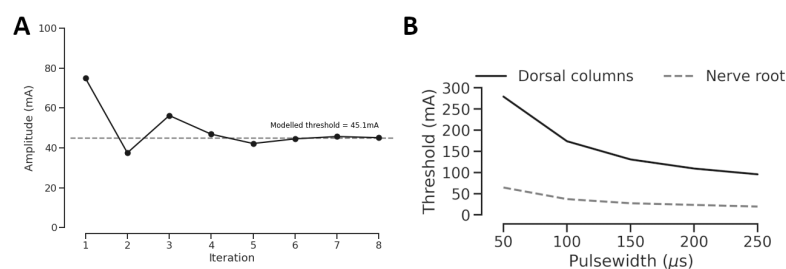 A
100
80
60
40
20
0
Amplitude (mA)
Modelled threshold = 45.1mA
1 2 3 4 5 6 7 8
Iteration
B
Dorsal columns Nerve root
300
250
200
150
100
50
0
Threshold (mA)
50 100 150 200 250
Pulsewidth (μs)